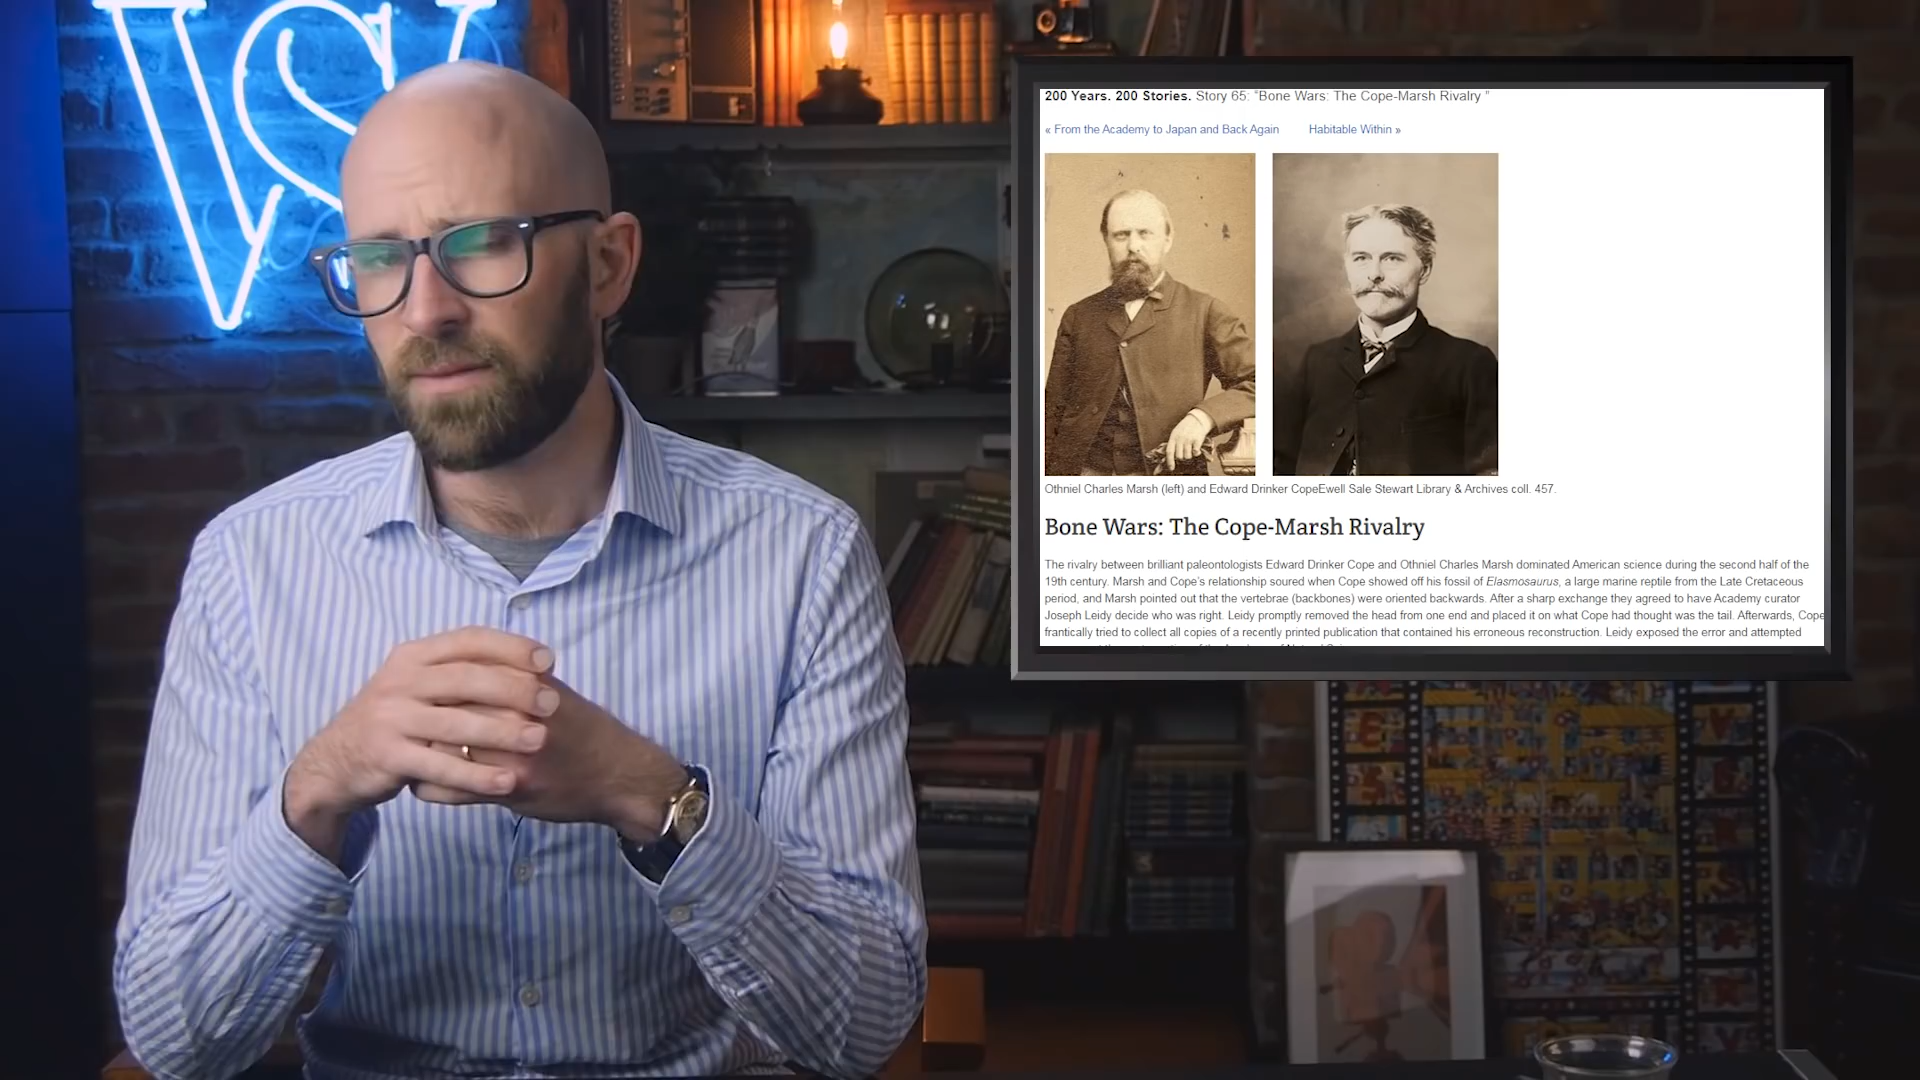 VS
200 Years. 200 Stories. Story 65: "Bone Wars: The Cope-Marsh Rivalry "
« From the Academy to Japan and Back Again Habitable Within »
Othniel Charles Marsh (left) and Edward Drinker CopeEwell Sale Stewart Library & Archives coll. 457.
Bone Wars: The Cope-Marsh Rivalry
The rivalry between brilliant paleontologists Edward Drinker Cope and Othniel Charles Marsh dominated American science during the second half of the
19th century. Marsh and Cope's relationship soured when Cope showed off his fossil of Elasmosaurus, a large marine reptile from the Late Cretaceous
period, and Marsh pointed out that the vertebrae (backbones) were oriented backwards. After a sharp exchange they agreed to have Academy curator
Joseph Leidy decide who was right. Leidy promptly removed the head from one end and placed it on what Cope had thought was the tail. Afterwards, Cope
frantically tried to collect all copies of a recently printed publication that contained his erroneous reconstruction. Leidy exposed the error and attempted